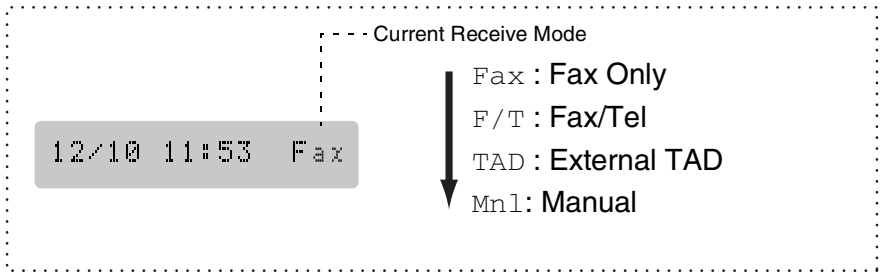 Current Receive Mode
Fax : Fax Only
F/T : Fax/Tel
12/10 11:53 Fax
TAD : External TAD
Mnl: Manual